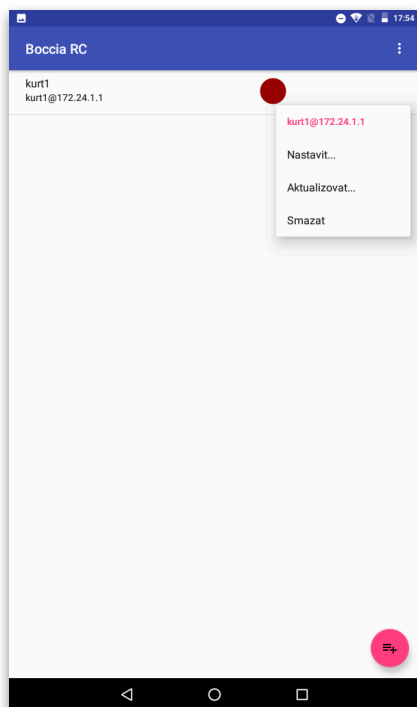 17:54
Boccia RC
kurt1
kurt1@172.24.1.1
kurt1@172.24.1.1
Nastavit...
Aktualizovat...
Smazat